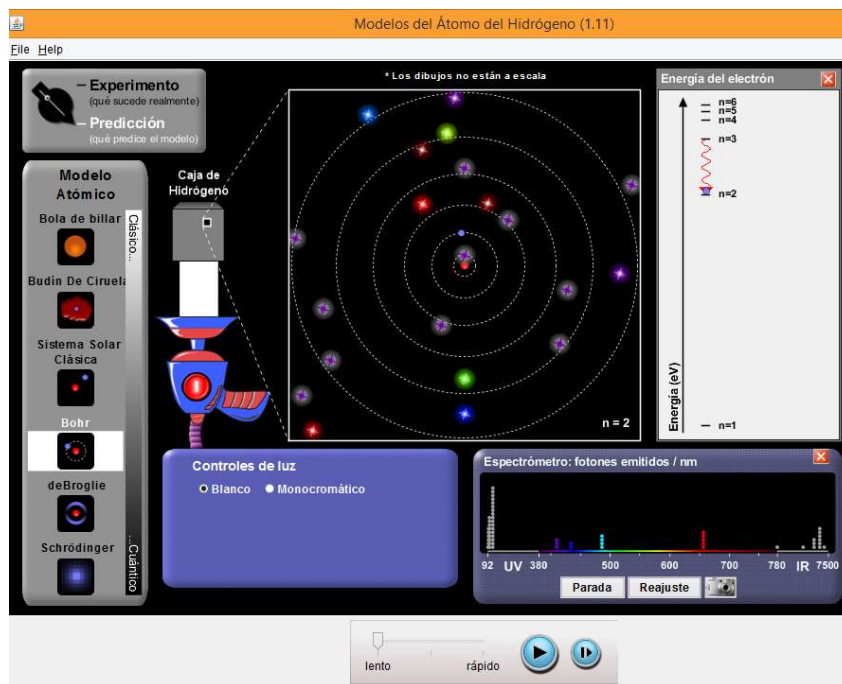 Modelos del Átomo del Hidrógeno (1.11)
File Help
Experimento
(qué sucede realmente)
Predicción
(qué predice el modelo)
Modelo
Atómico
Bola de billar
Budín De Ciruela
Sistema Solar
Clásica
Bohr
deBroglie
Schrödinger
Clásico...
...Cuántico
Caja de
Hidrógeno
* Los dibujos no están a escala
n = 2
Energía del electrón
n=6
n=5
n=4
n=3
n=2
n=1
Energía (eV)
Controles de luz
Blanco Monocromático
Espectrómetro: fotones emitidos / nm
92 UV 380 500 600 700 780 IR 7500
Parada Reajuste
lento rápido